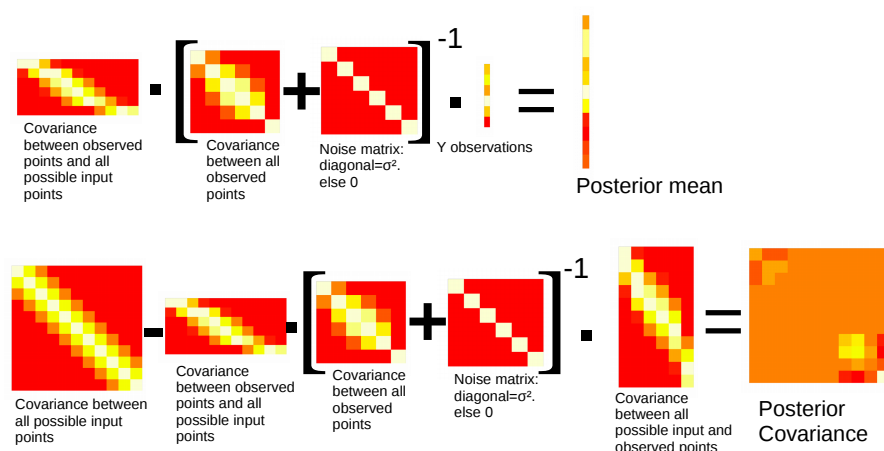 -1
Covariance
between observed
points and all
possible input
points
Covariance
between all
observed
points
Noise matrix:
diagonal=σ².
else 0
Y observations
Posterior mean
-1
Covariance between
all possible input
points
Covariance
between observed
points and all
possible input
points
Covariance
between all
observed points
Noise matrix:
diagonal=σ².
else 0
Covariance
between all
possible input and
observed points
Posterior
Covariance